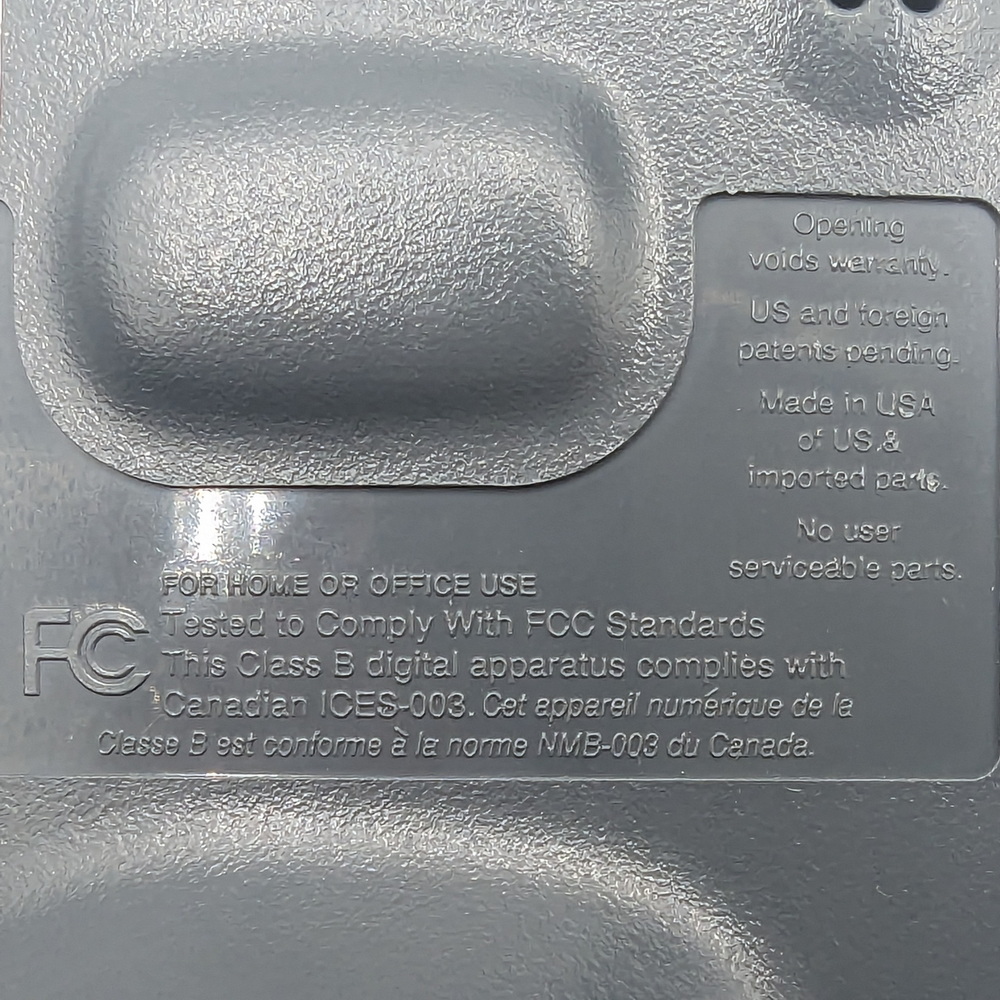 Opening
voids warranty.
US and foreign
patents pending.
Made in USA
of US &
imported parts.
No user
serviceable parts.
FOR HOME OR OFFICE USE
FC Tested to Comply With FCC Standards
This Class B digital apparatus complies with
Canadian ICES-003. Cet appareil numérique de la
Classe B est conforme à la norme NMB-003 du Canada.